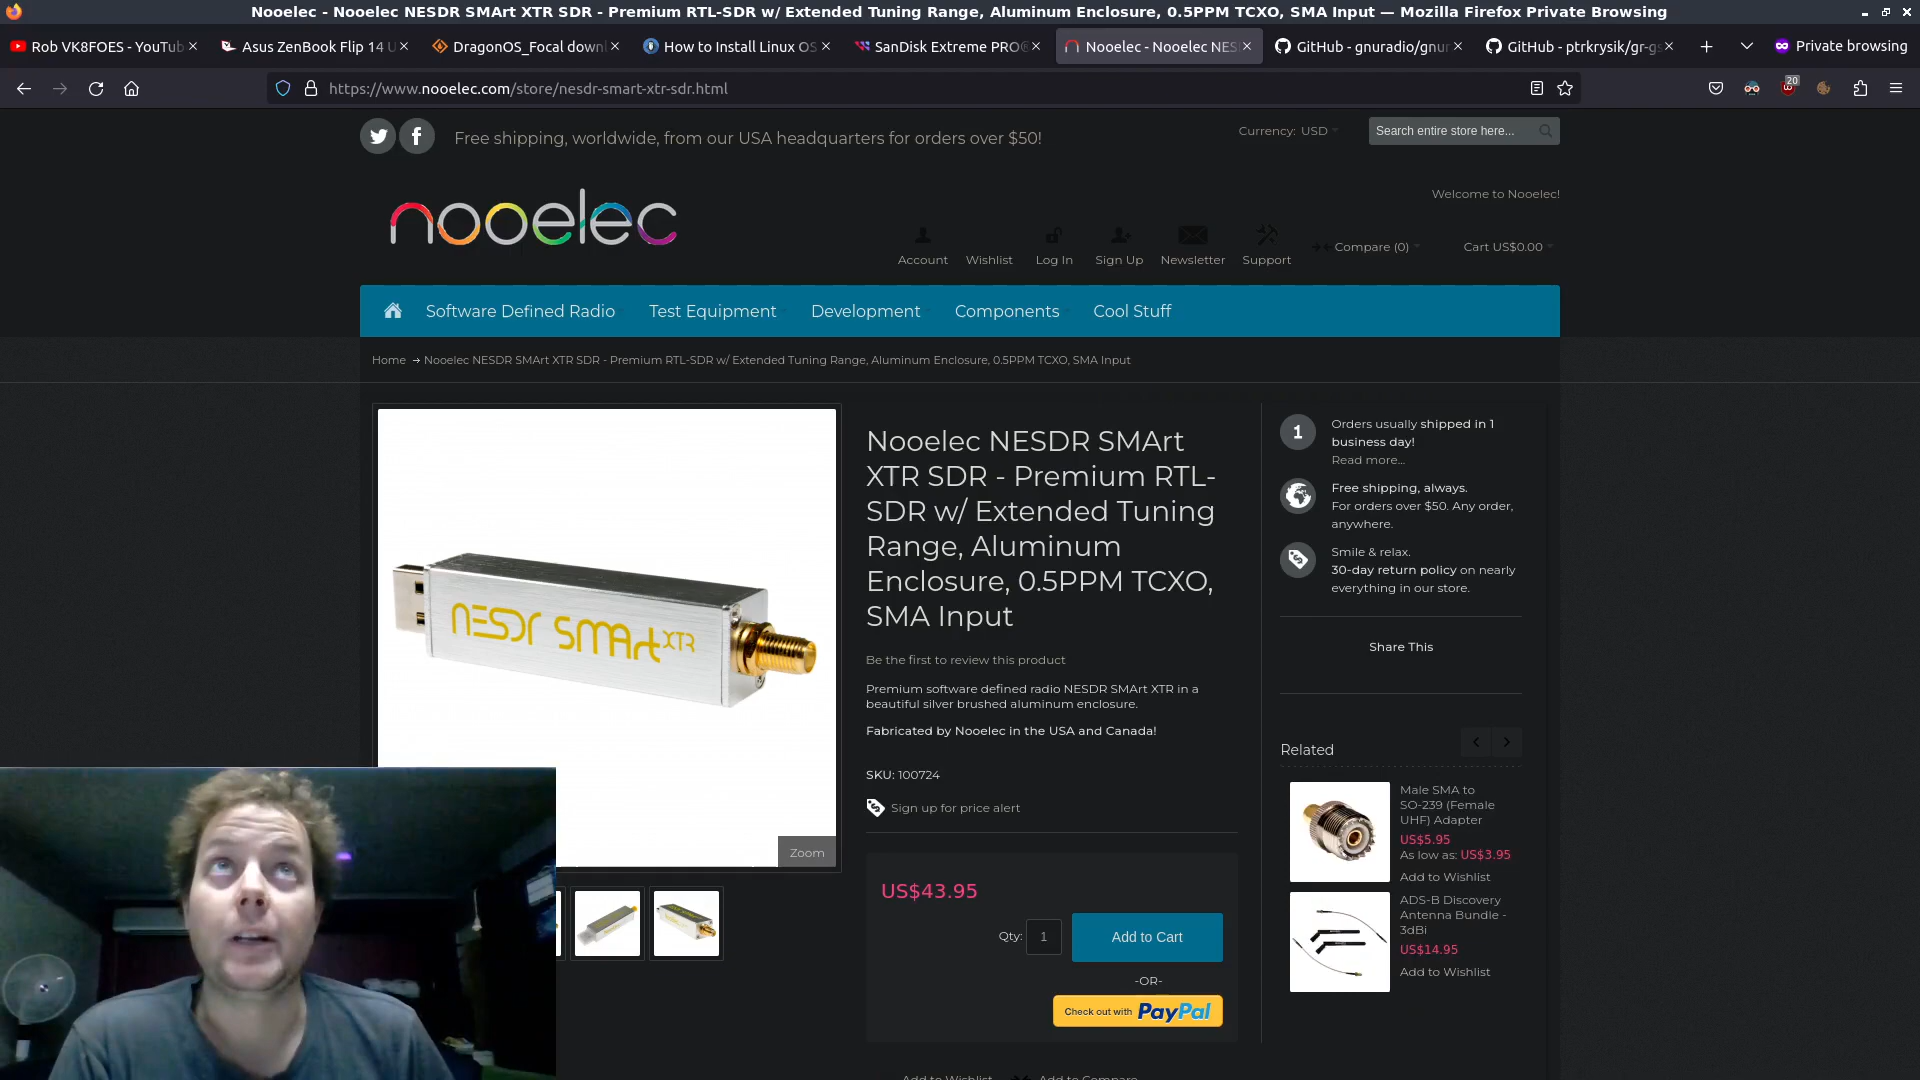 Nooelec - Nooelec NESDR SMArt XTR SDR - Premium RTL-SDR w/ Extended Tuning Range, Aluminum Enclosure, 0.5PPM TCXO, SMA Input — Mozilla Firefox Private Browsing
Rob VK8FOES - YouTub
Asus ZenBook Flip 14 U
DragonOS_Focal downl
How to Install Linux OS
SanDisk Extreme PRO®
Nooelec - Nooelec NES
GitHub - gnuradio/gnur
GitHub - ptrkrysik/gr-gs
Private browsing
https://www.nooelec.com/store/nesdr-smart-xtr-sdr.html
20
Free shipping, worldwide, from our USA headquarters for orders over $50!
Currency: USD
Search entire store here...
Welcome to Nooelec!
nooelec
Account
Wishlist
Log In
Sign Up
Newsletter
Support
Compare (0)
Cart US$0.00
Software Defined Radio
Test Equipment
Development
Components
Cool Stuff
Home → Nooelec NESDR SMArt XTR SDR - Premium RTL-SDR w/ Extended Tuning Range, Aluminum Enclosure, 0.5PPM TCXO, SMA Input
NESDR SMArt XTR
Zoom
Nooelec NESDR SMArt
XTR SDR - Premium RTL-
SDR w/ Extended Tuning
Range, Aluminum
Enclosure, 0.5PPM TCXO,
SMA Input
Be the first to review this product
Premium software defined radio NESDR SMArt XTR in a
beautiful silver brushed aluminum enclosure.
Fabricated by Nooelec in the USA and Canada!
SKU: 100724
Sign up for price alert
US$43.95
Qty: 1
Add to Cart
-OR-
Check out with PayPal
Add to Wishlist
Add to Compare
1
Orders usually shipped in 1
business day!
Read more...
Free shipping, always.
For orders over $50. Any order,
anywhere.
Smile & relax.
30-day return policy on nearly
everything in our store.
Share This
Related
Male SMA to
SO-239 (Female
UHF) Adapter
US$5.95
As low as: US$3.95
Add to Wishlist
ADS-B Discovery
Antenna Bundle -
3dBi
US$14.95
Add to Wishlist